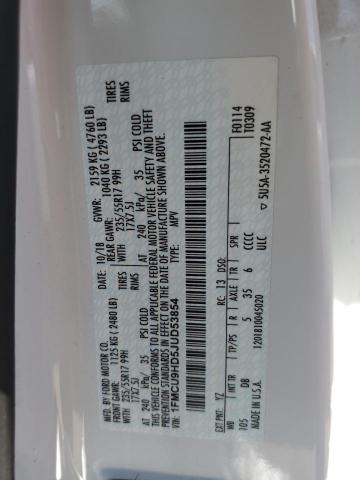 MFD. BY FORD MOTOR CO.
10/18 GVWR: 2159 KG ( 4760 LB)
FRONT GAWR: 1125 KG (2480 LB) REAR GAWR: 1040 KG ( 2293 LB)
WITH 235/55R17 99H TIRES WITH 235/55R17 99H TIRES
17X7.5J RIMS 17X7.5J RIMS
AT 240 kPa/ 35 PSI COLD AT 240 kPa/ 35 PSI COLD
THIS VEHICLE CONFORMS TO ALL APPLICABLE FEDERAL MOTOR VEHICLE SAFETY AND THEFT
PREVENTION STANDARDS IN EFFECT ON THE DATE OF MANUFACTURE SHOWN ABOVE.
VIN: 1FMCU9HD5JUD53854
TYPE: MPV
F0114
T0309
EXT PNT: YZ RC: 13 DSO:
WB INT TR TP/PS R AXLE TR SPR
105 DB 5 35 6 CCCC
MADE IN U.S.A. 1201810045020 ULC
5U5A-3520472-AA